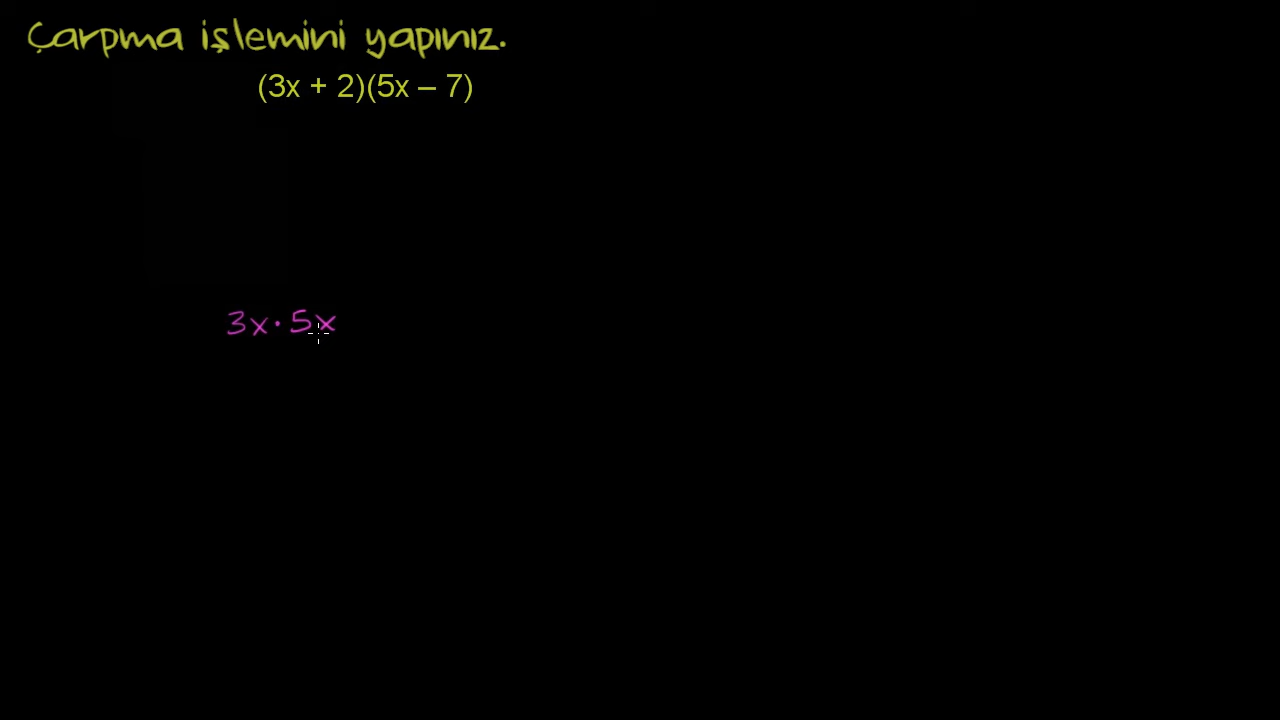 Çarpma işlemini yapınız.
(3x + 2)(5x – 7)
3x · 5x